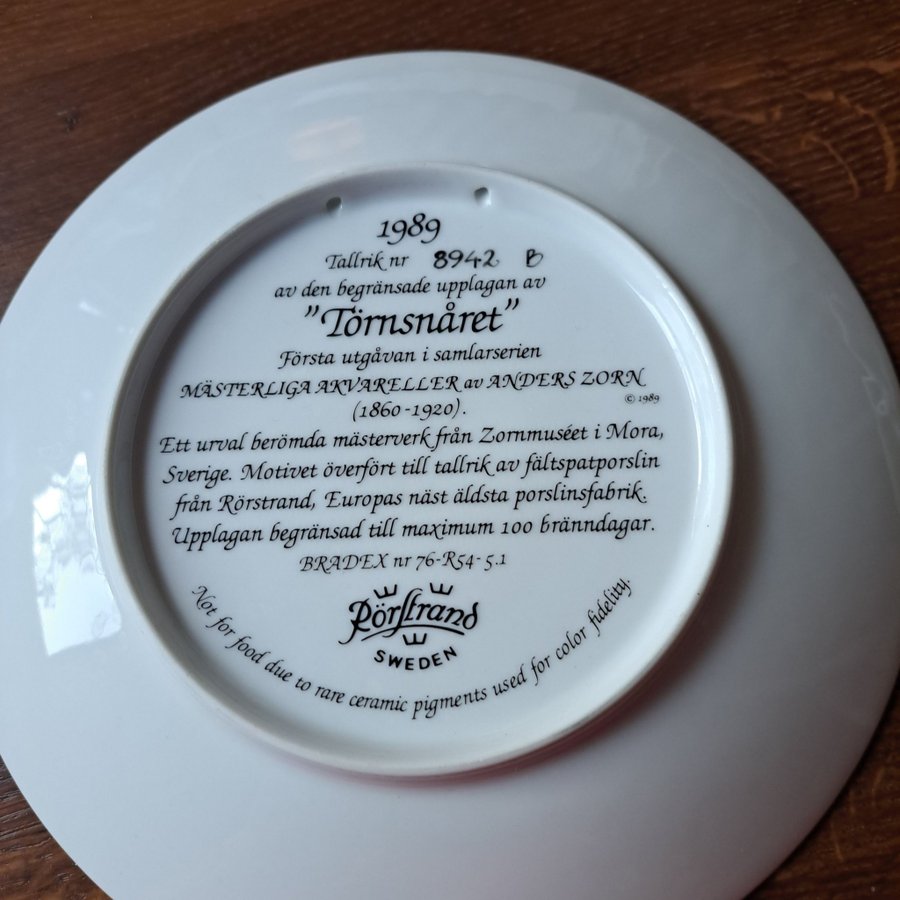 1989
Tallrik nr 8942 B
av den begränsade upplagan av
"Törnsnåret"
Första utgåvan i samlarserien
MÄSTERLIGA AKVARELLER av ANDERS ZORN
(1860-1920).
© 1989
Ett urval berömda mästerverk från Zornmuséet i Mora,
Sverige. Motivet överfört till tallrik av fältspatporslin
från Rörstrand, Europas näst äldsta porslinsfabrik.
Upplagan begränsad till maximum 100 bränndagar.
BRADEX nr 76-R54-5.1
Rörstrand
SWEDEN
Not for food due to rare ceramic pigments used for color fidelity.